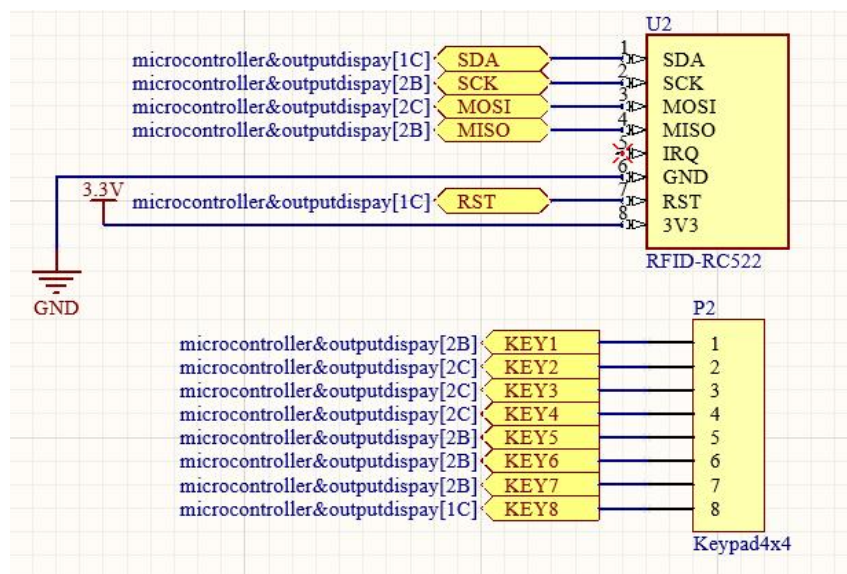 U2
microcontroller&outputdispay[1C] SDA 1 SDA
microcontroller&outputdispay[2B] SCK 2 SCK
microcontroller&outputdispay[2C] MOSI 3 MOSI
microcontroller&outputdispay[2B] MISO 4 MISO
5 IRQ
6 GND
3.3V microcontroller&outputdispay[1C] RST 7 RST
8 3V3
RFID-RC522
GND
P2
microcontroller&outputdispay[2B] KEY1 1
microcontroller&outputdispay[2C] KEY2 2
microcontroller&outputdispay[2C] KEY3 3
microcontroller&outputdispay[2C] KEY4 4
microcontroller&outputdispay[2B] KEY5 5
microcontroller&outputdispay[2B] KEY6 6
microcontroller&outputdispay[2B] KEY7 7
microcontroller&outputdispay[1C] KEY8 8
Keypad4x4